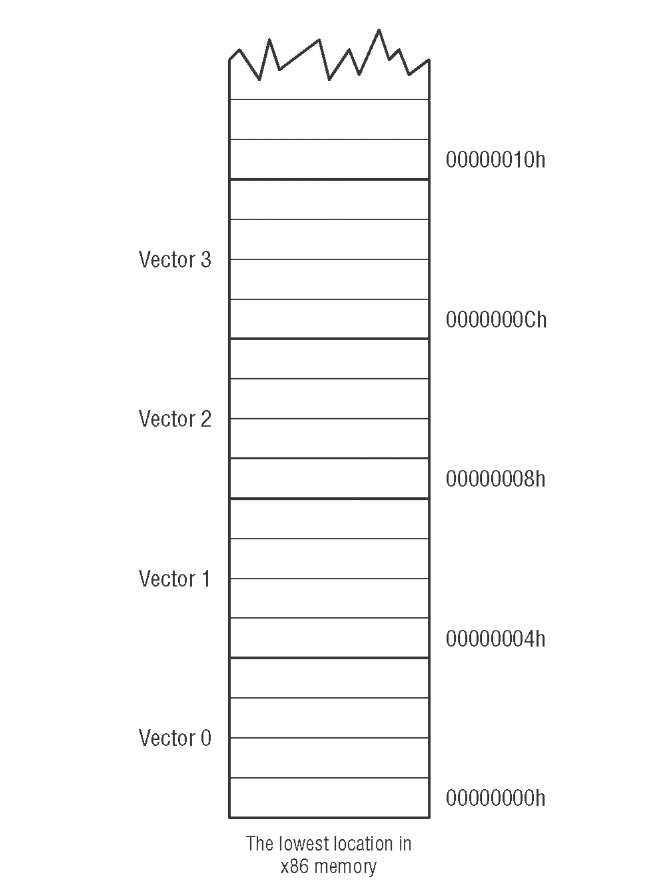 00000010h
Vector 3
0000000Ch
Vector 2
00000008h
Vector 1
00000004h
Vector 0
00000000h
The lowest location in
x86 memory